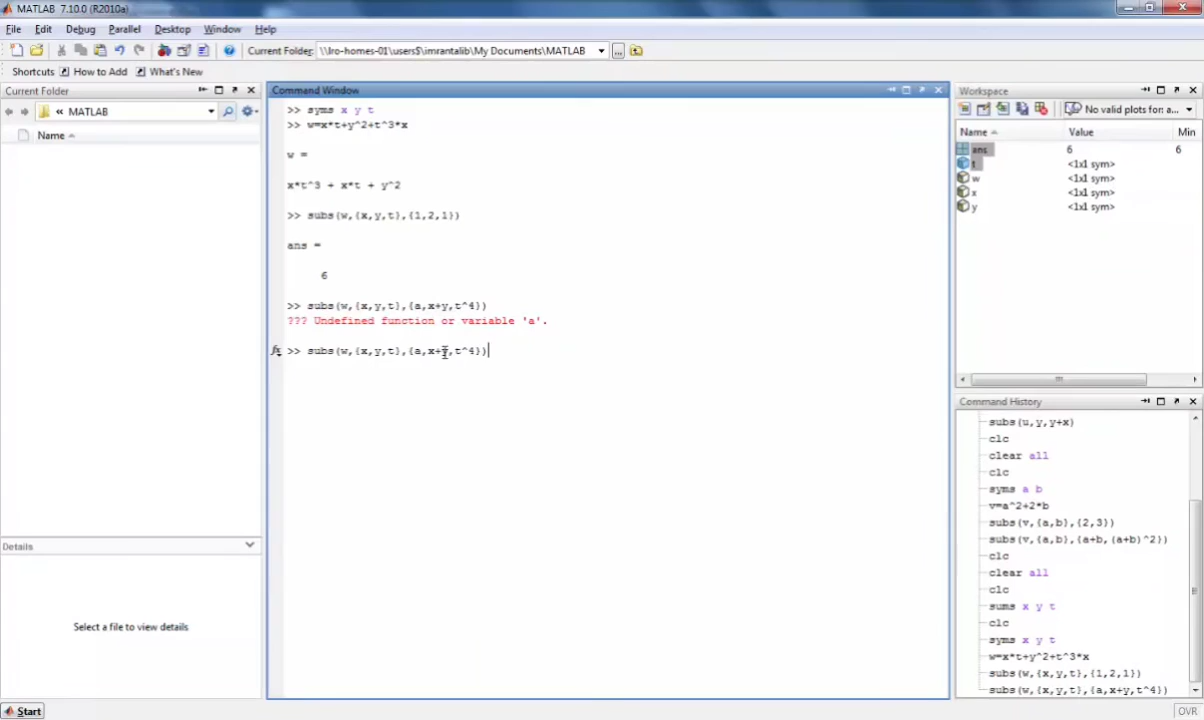 MATLAB 7.10.0 (R2010a)
File Edit Debug Parallel Desktop Window Help
Current Folder: \\lro-homes-01\users$\imrantalib\My Documents\MATLAB
Shortcuts How to Add What's New
Current Folder
« MATLAB
Name
Details
Select a file to view details
Command Window
>> syms x y t
>> w=x*t+y^2+t^3*x
w =
x*t^3 + x*t + y^2
>> subs(w,{x,y,t},{1,2,1})
ans =
6
>> subs(w,{x,y,t},{a,x+y,t^4})
??? Undefined function or variable 'a'.
fx >> subs(w,{x,y,t},{a,x+y,t^4})
Workspace
No valid plots for: a...
Name Value Min
ans 6 6
t <1x1 sym>
w <1x1 sym>
x <1x1 sym>
y <1x1 sym>
Command History
subs(u,y,y+x)
clc
clear all
clc
syms a b
v=a^2+2*b
subs(v,{a,b},{2,3})
subs(v,{a,b},{a+b,(a+b)^2})
clc
clear all
clc
sums x y t
clc
syms x y t
w=x*t+y^2+t^3*x
subs(w,{x,y,t},{1,2,1})
subs(w,{x,y,t},{a,x+y,t^4})
Start
OVR